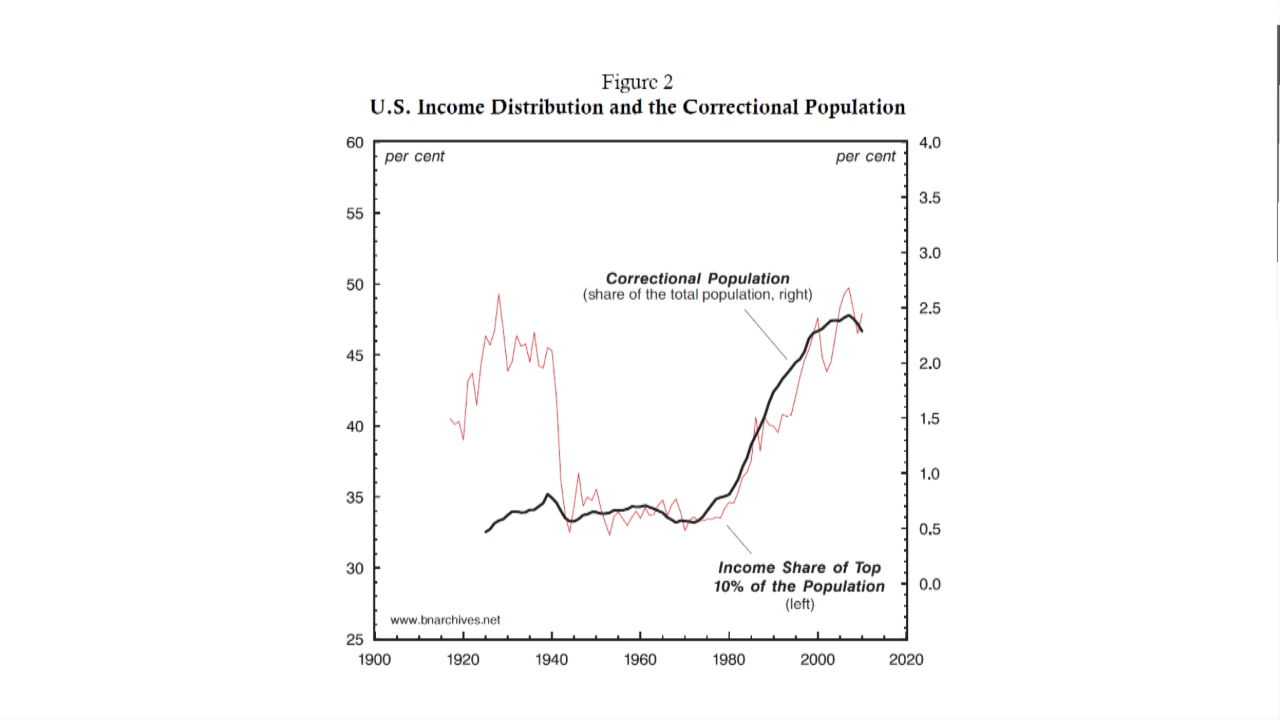 Figure 2
U.S. Income Distribution and the Correctional Population
60
4.0
per cent
per cent
3.5
55
3.0
Correctional Population
50
(share of the total population, right)
2.5
45
2.0
40
1.5
1.0
35
0.5
Income Share of Top
30
10% of the Population
0.0
(left)
www.bnarchives.net
25
1900
1920
1940
1960
1980
2000
2020